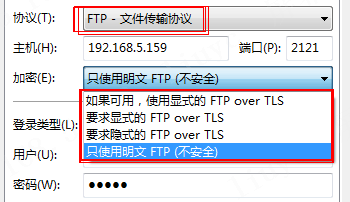 协议(T): FTP - 文件传输协议
主机(H): 192.168.5.159 端口(P): 2121
加密(E): 只使用明文 FTP (不安全)
如果可用，使用显式的 FTP over TLS
要求显式的 FTP over TLS
登录类型(L): 要求隐式的 FTP over TLS
用户(U): 只使用明文 FTP (不安全)
密码(W): ●●●●●